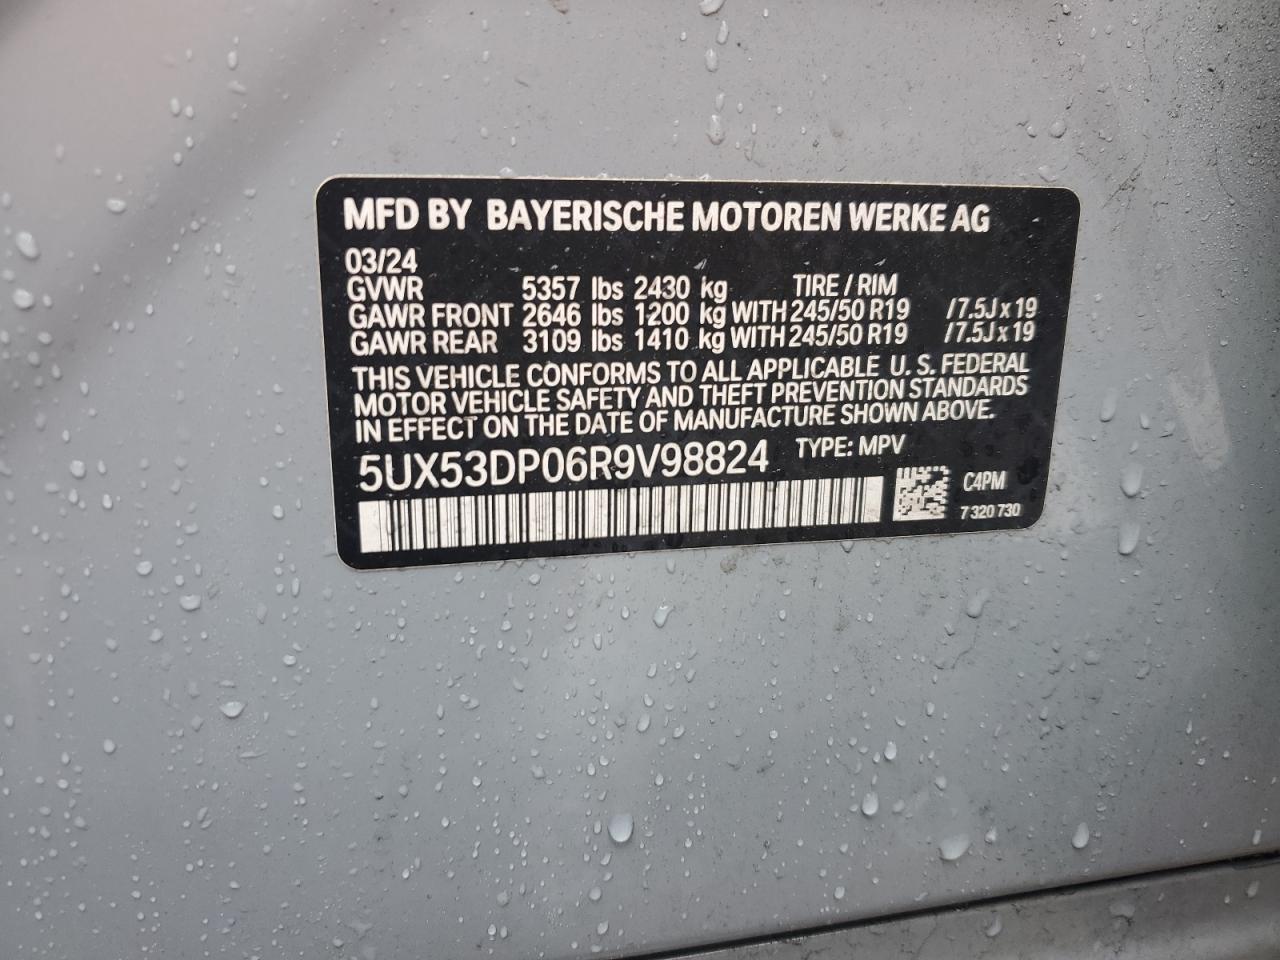 MFD BY BAYERISCHE MOTOREN WERKE AG
03/24
GVWR 5357 lbs 2430 kg TIRE / RIM
GAWR FRONT 2646 lbs 1200 kg WITH 245/50 R19 /7.5J x 19
GAWR REAR 3109 lbs 1410 kg WITH 245/50 R19 /7.5J x 19
THIS VEHICLE CONFORMS TO ALL APPLICABLE U. S. FEDERAL
MOTOR VEHICLE SAFETY AND THEFT PREVENTION STANDARDS
IN EFFECT ON THE DATE OF MANUFACTURE SHOWN ABOVE.
5UX53DP06R9V98824 TYPE: MPV
C4PM
7 320 730